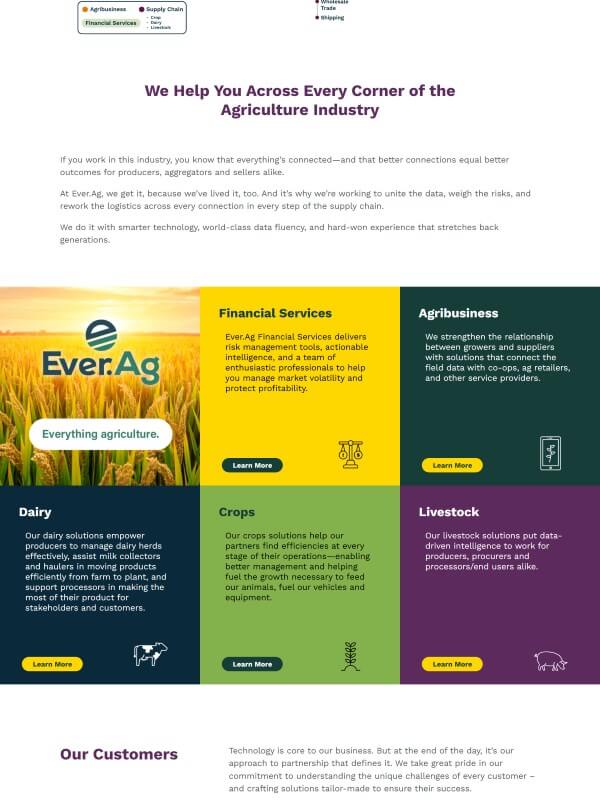 Agribusiness
Supply Chain
Financial Services
- Crop
- Dairy
- Livestock
Wholesale
Trade
Shipping
We Help You Across Every Corner of the
Agriculture Industry
If you work in this industry, you know that everything's connected—and that better connections equal better
outcomes for producers, aggregators and sellers alike.
At Ever.Ag, we get it, because we've lived it, too. And it's why we're working to unite the data, weigh the risks, and
rework the logistics across every connection in every step of the supply chain.
We do it with smarter technology, world-class data fluency, and hard-won experience that stretches back
generations.
Ever.Ag
Everything agriculture.
Financial Services
Ever.Ag Financial Services delivers
risk management tools, actionable
intelligence, and a team of
enthusiastic professionals to help
you manage market volatility and
protect profitability.
Learn More
Agribusiness
We strengthen the relationship
between growers and suppliers
with solutions that connect the
field data with co-ops, ag retailers,
and other service providers.
Learn More
Dairy
Our dairy solutions empower
producers to manage dairy herds
effectively, assist milk collectors
and haulers in moving products
efficiently from farm to plant, and
support processors in making the
most of their product for
stakeholders and customers.
Learn More
Crops
Our crops solutions help our
partners find efficiencies at every
stage of their operations—enabling
better management and helping
fuel the growth necessary to feed
our animals, fuel our vehicles and
equipment.
Learn More
Livestock
Our livestock solutions put data-
driven intelligence to work for
producers, procurers and
processors/end users alike.
Learn More
Our Customers
Technology is core to our business. But at the end of the day, it's our
approach to partnership that defines it. We take great pride in our
commitment to understanding the unique challenges of every customer –
and crafting solutions tailor-made to ensure their success.